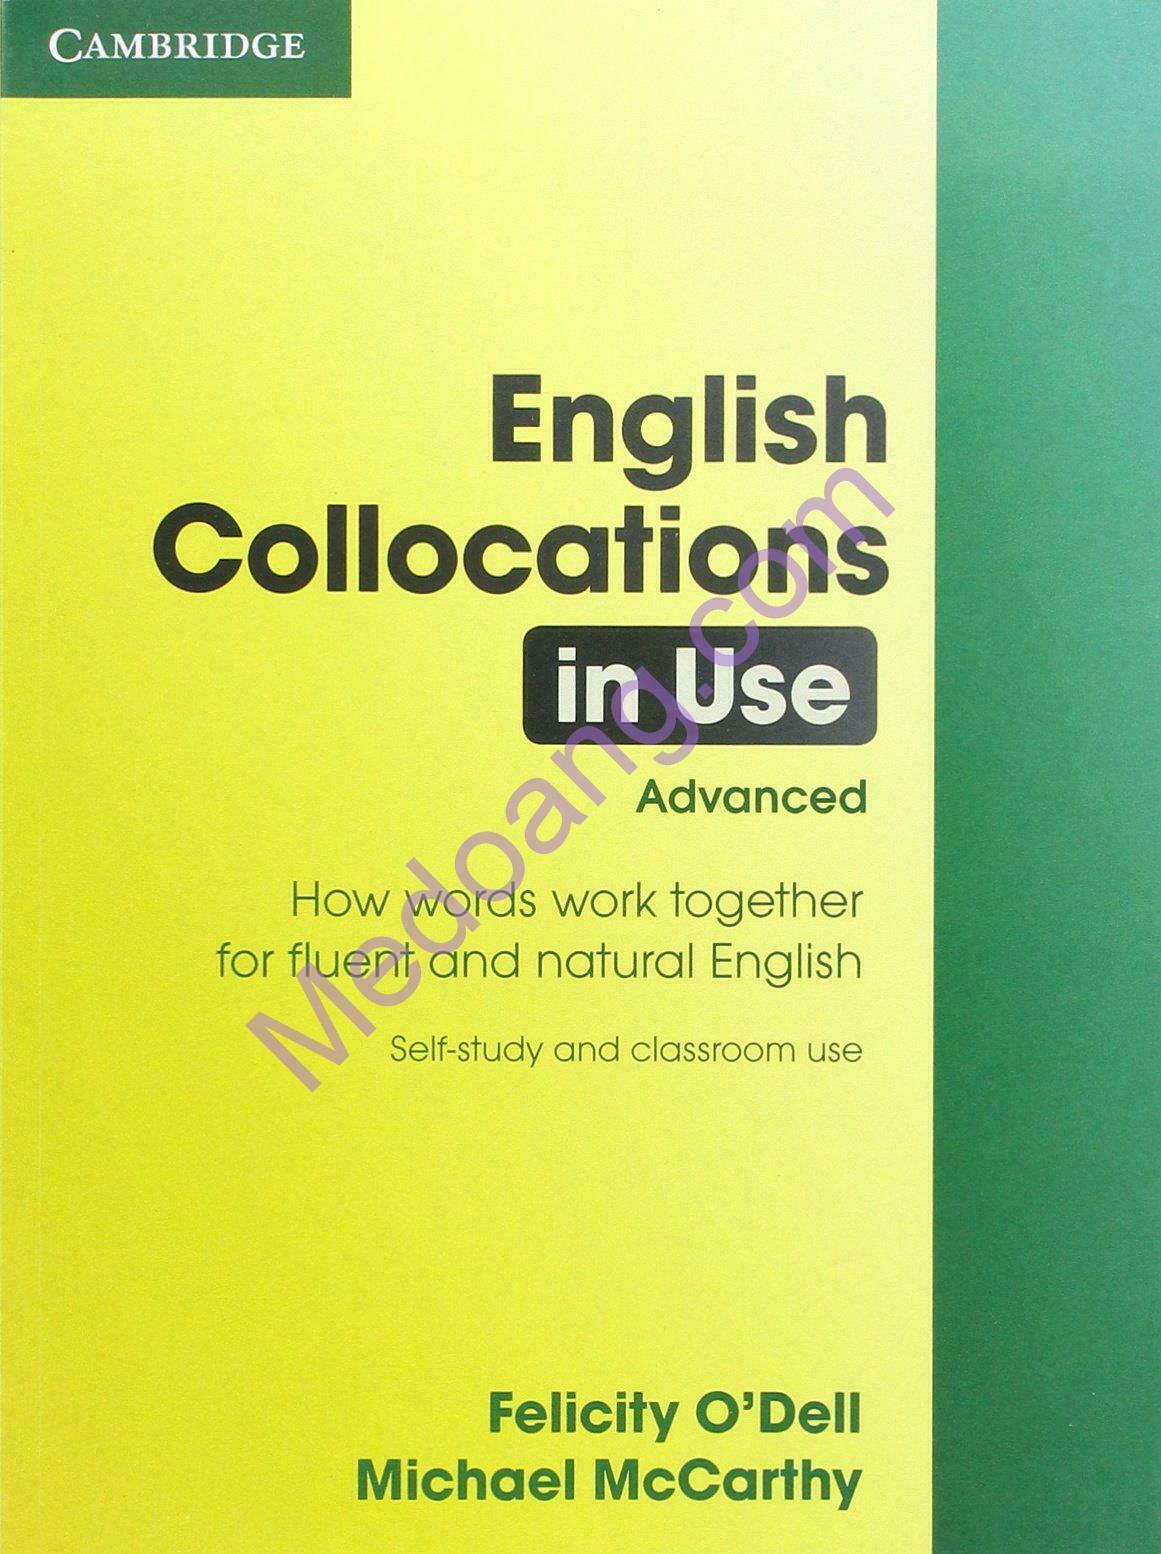 CAMBRIDGE
English
Collocations
in Use
Advanced
How words work together
for fluent and natural English
Self-study and classroom use
Felicity O'Dell
Michael McCarthy
Medoang.com